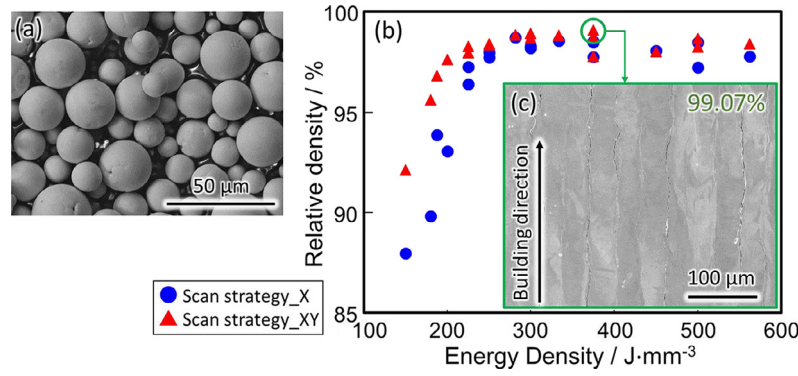 (a)
50 μm
Scan strategy_X
Scan strategy_XY
(b)
Relative density / %
100
95
90
85
100
200
300
400
500
600
Energy Density / J·mm-3
(c)
99.07%
Building direction
100 μm